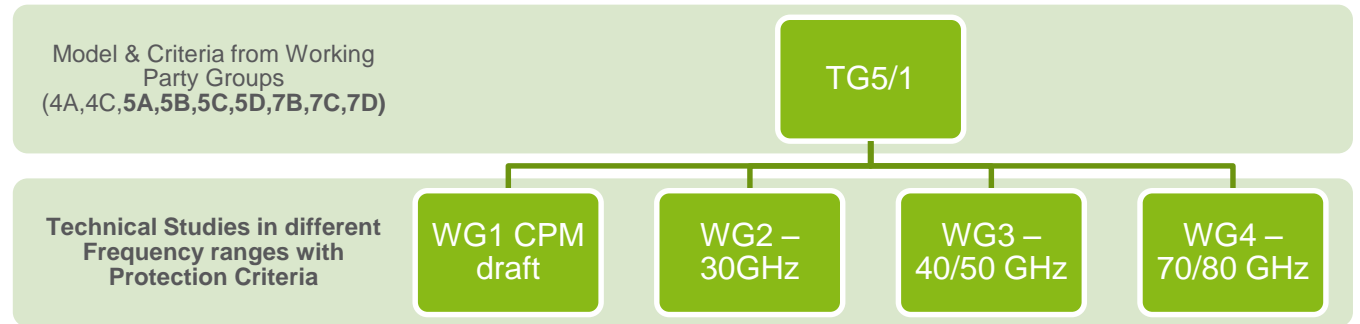 Model & Criteria from Working
Party Groups
(4A,4C,5A,5B,5C,5D,7B,7C,7D)
TG5/1
Technical Studies in different
Frequency ranges with
Protection Criteria
WG1 CPM
draft
WG2 –
30GHz
WG3 –
40/50 GHz
WG4 –
70/80 GHz